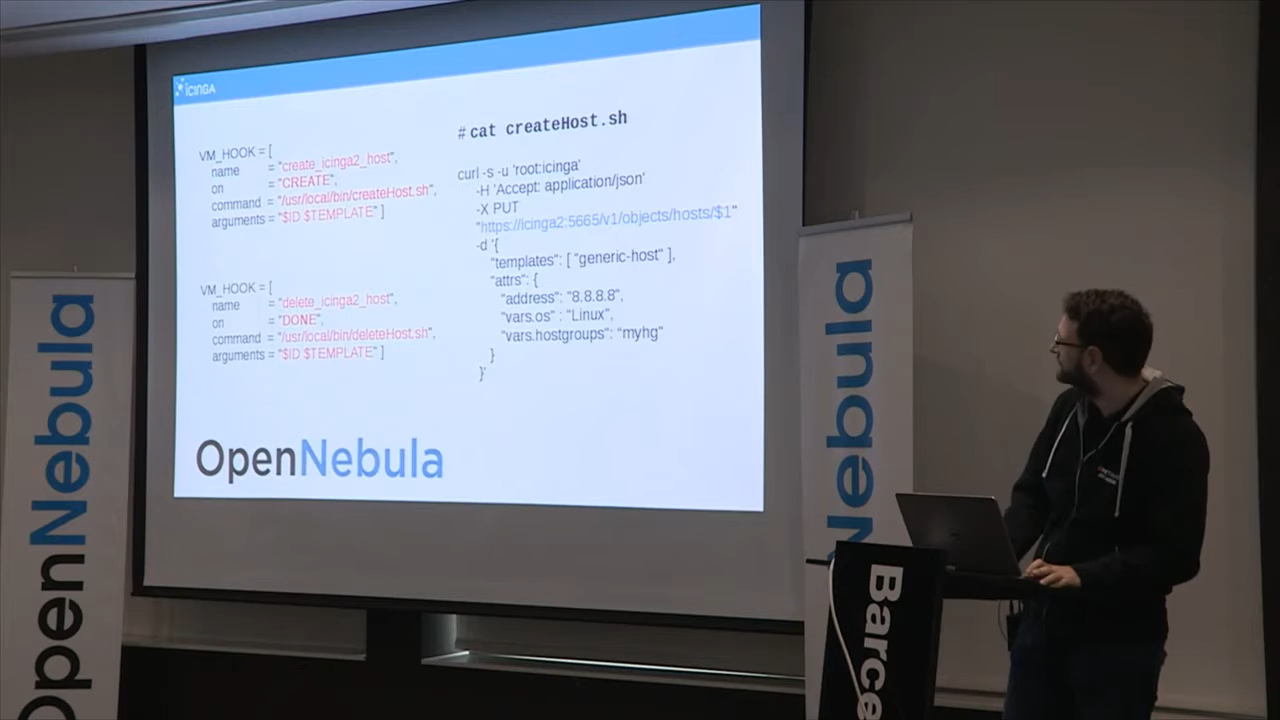 iCINGA
VM_HOOK = [
name = "create_icinga2_host",
on = "CREATE",
command = "/usr/local/bin/createHost.sh",
arguments = "$ID $TEMPLATE" ]
VM_HOOK = [
name = "delete_icinga2_host",
on = "DONE",
command = "/usr/local/bin/deleteHost.sh",
arguments = "$ID $TEMPLATE" ]
# cat createHost.sh
curl -s -u 'root:icinga'
-H 'Accept: application/json'
-X PUT
"https://icinga2:5665/v1/objects/hosts/$1"
-d '{
"templates": [ "generic-host" ],
"attrs": {
"address": "8.8.8.8",
"vars.os" : "Linux",
"vars.hostgroups": "myhg"
}
}'
OpenNebula
OpenNebula
Nebula
Barce